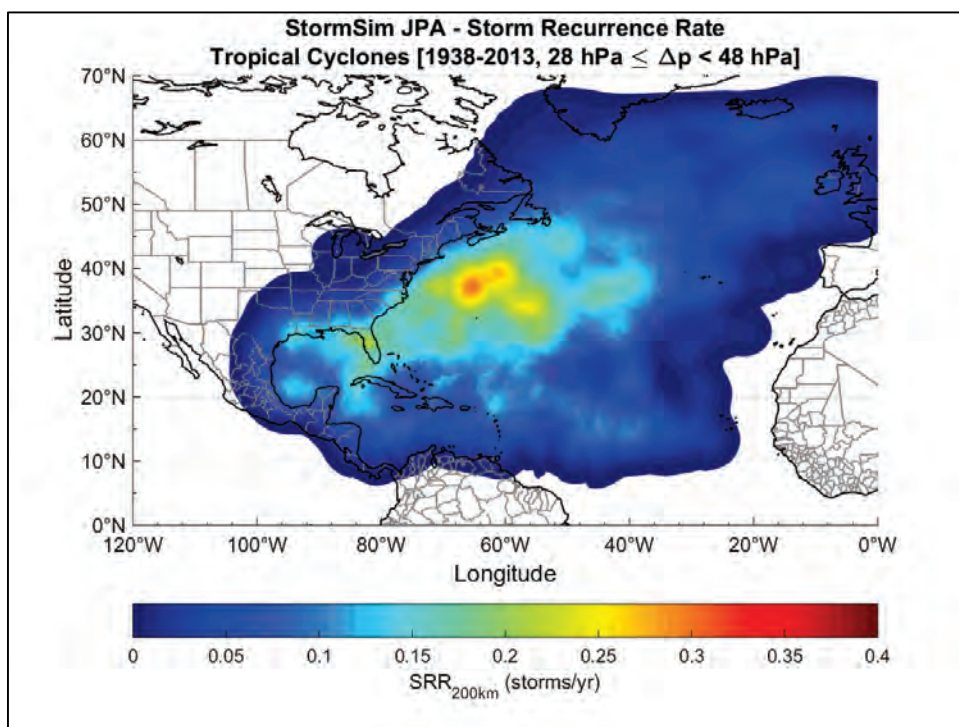 StormSim JPA - Storm Recurrence Rate
Tropical Cyclones [1938-2013, 28 hPa ≤ Δp < 48 hPa]
70°N
60°N
50°N
40°N
30°N
20°N
10°N
0°N
Latitude
120°W 100°W 80°W 60°W 40°W 20°W 0°W
Longitude
0 0.05 0.1 0.15 0.2 0.25 0.3 0.35 0.4
SRR200km (storms/yr)